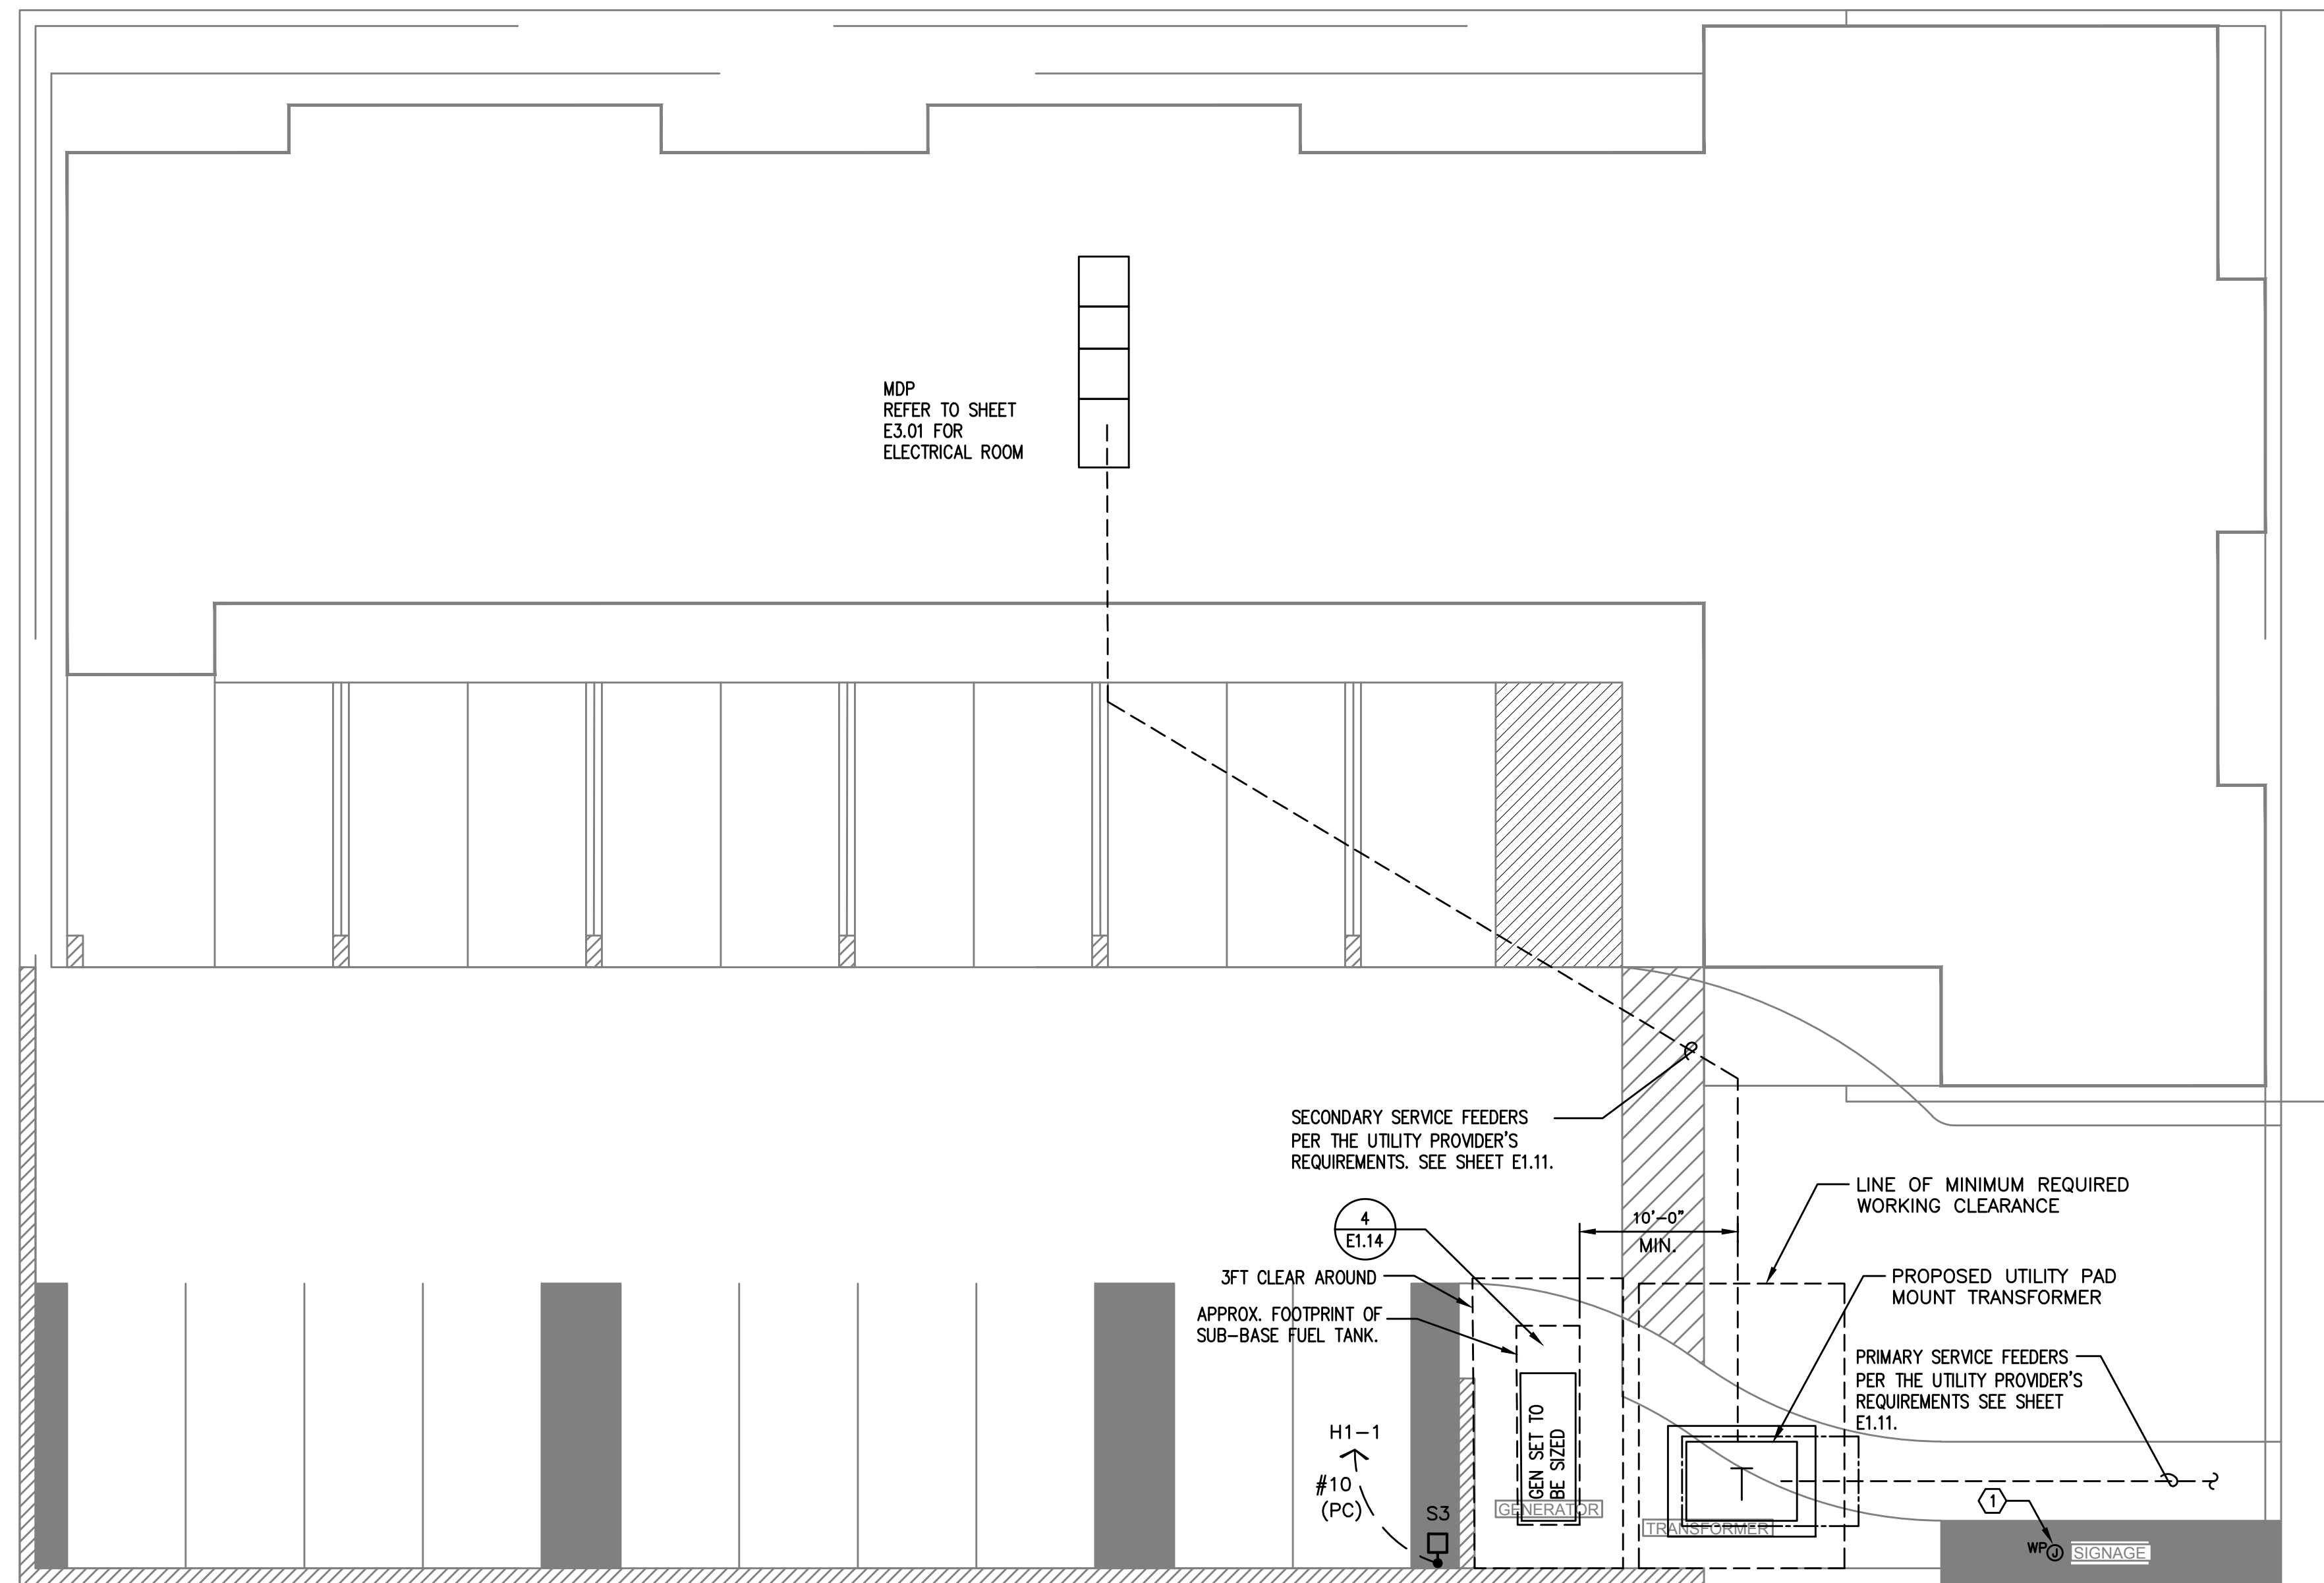 MDP
REFER TO SHEET
E3.01 FOR
ELECTRICAL ROOM
SECONDARY SERVICE FEEDERS
PER THE UTILITY PROVIDER'S
REQUIREMENTS. SEE SHEET E1.11.
LINE OF MINIMUM REQUIRED
WORKING CLEARANCE
10'-0"
MIN.
4
E1.14
3FT CLEAR AROUND
APPROX. FOOTPRINT OF
SUB-BASE FUEL TANK.
PROPOSED UTILITY PAD
MOUNT TRANSFORMER
PRIMARY SERVICE FEEDERS
PER THE UTILITY PROVIDER'S
REQUIREMENTS SEE SHEET
E1.11.
GEN SET TO
BE SIZED
GENERATOR
T
TRANSFORMER
H1-1
#10
(PC)
S3
1
WP J
SIGNAGE